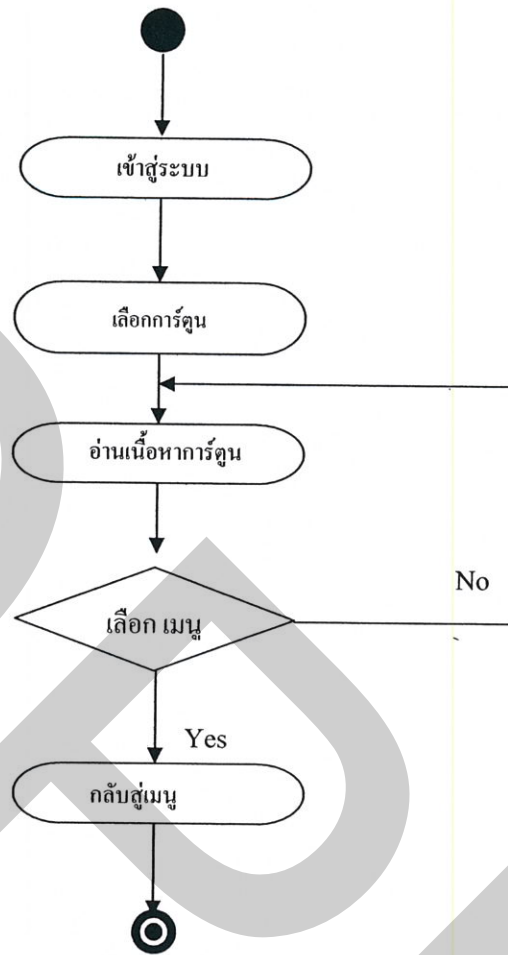 เข้าสู่ระบบ
เลือกการ์ตูน
อ่านเนื้อหาการ์ตูน
เลือก เมนู
No
Yes
กลับสู่เมนู